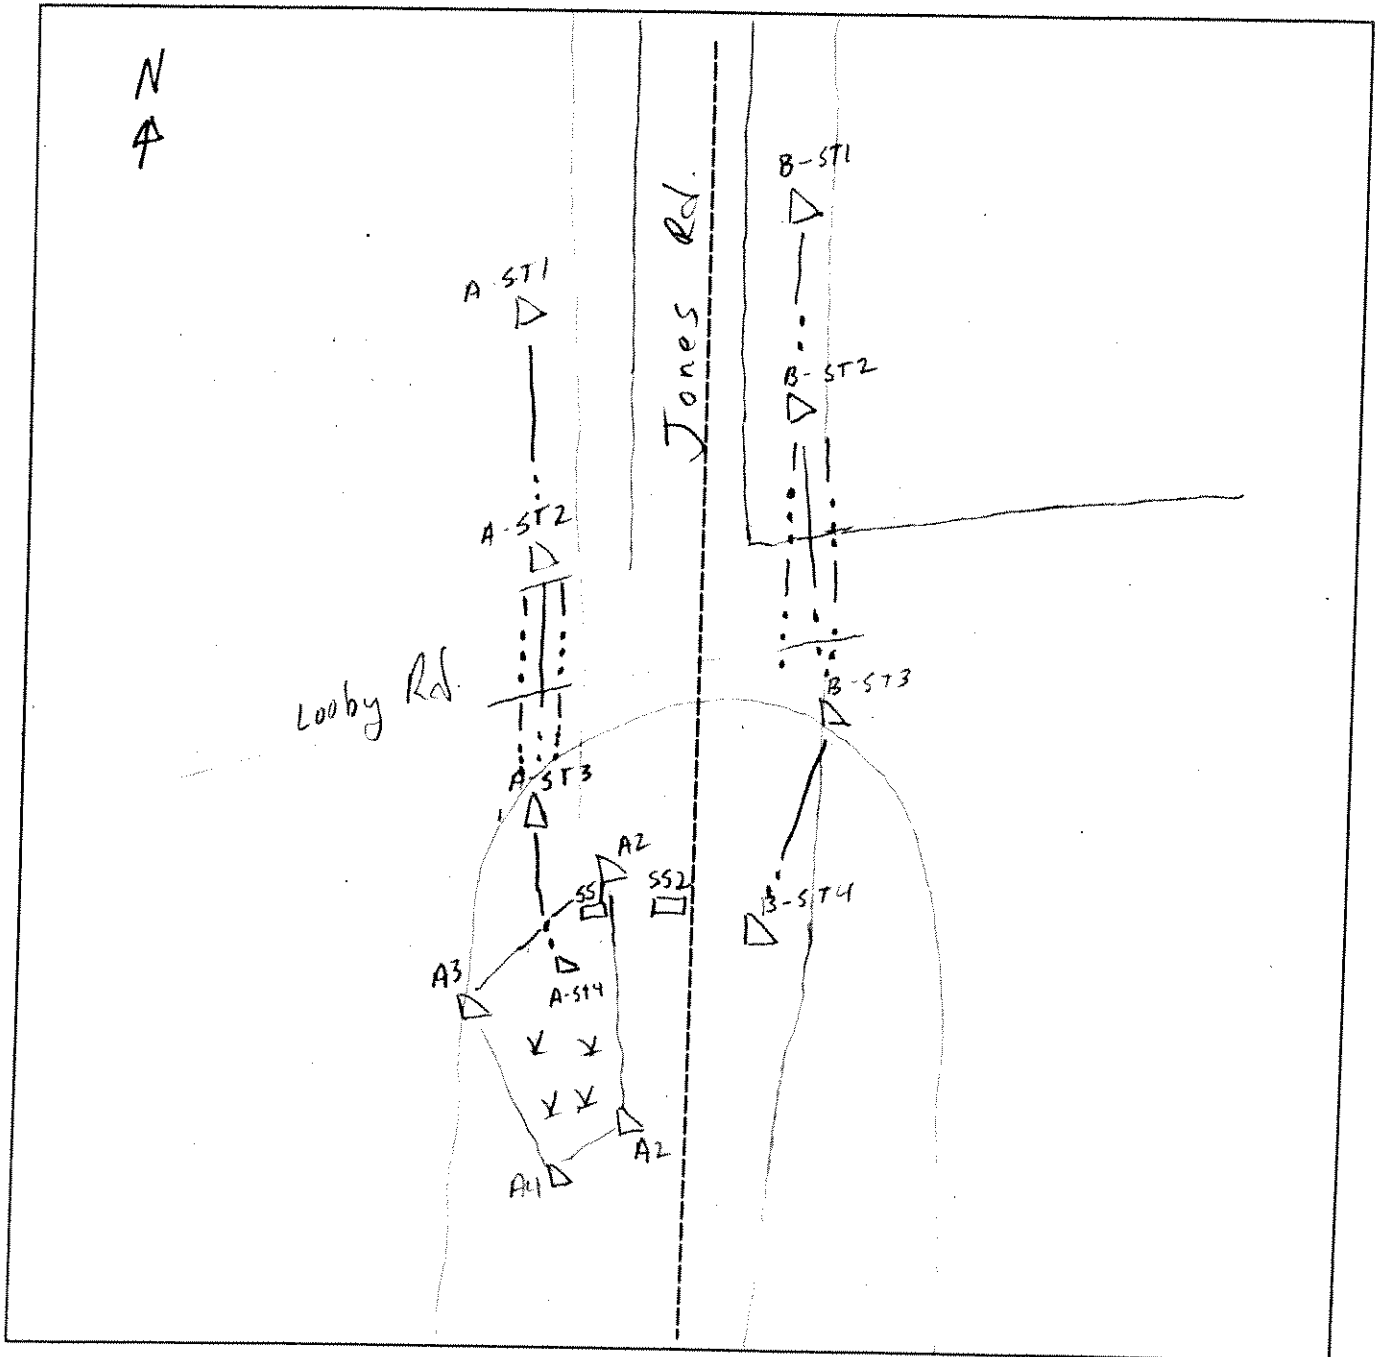 N
B-ST1
Jones Rd.
A-ST1
B-ST2
A-ST2
Looby Rd.
B-ST3
A-ST3
A2
SS
SS2
B-ST4
A3
A-ST4
A2
A4